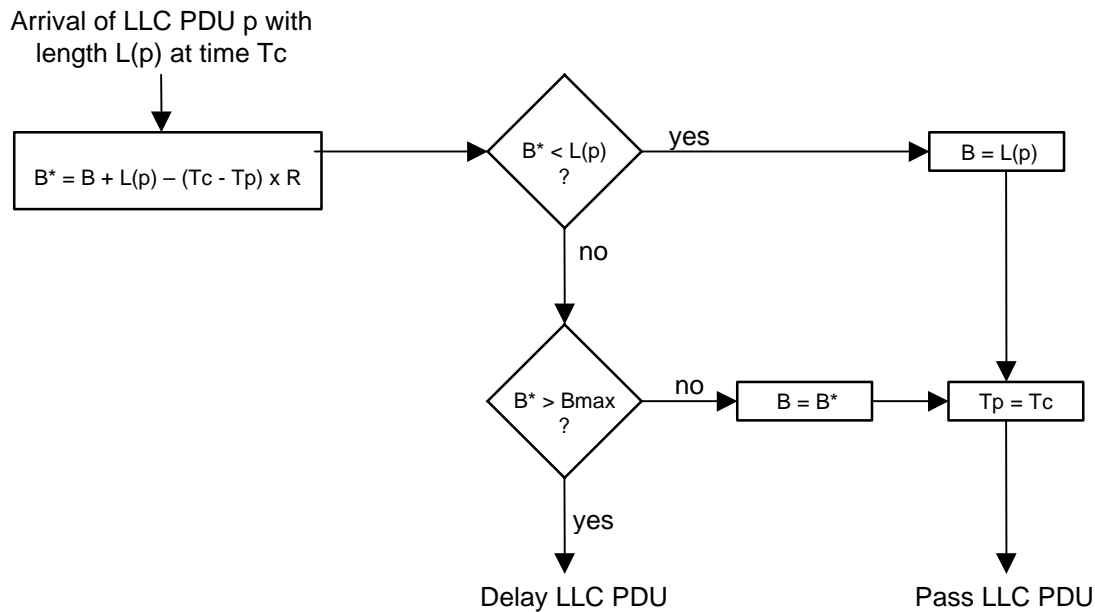 Arrival of LLC PDU p with
length L(p) at time Tc
B* = B + L(p) – (Tc - Tp) x R
B* < L(p)
?
yes
B = L(p)
no
B* > Bmax
?
no
B = B*
Tp = Tc
yes
Delay LLC PDU
Pass LLC PDU